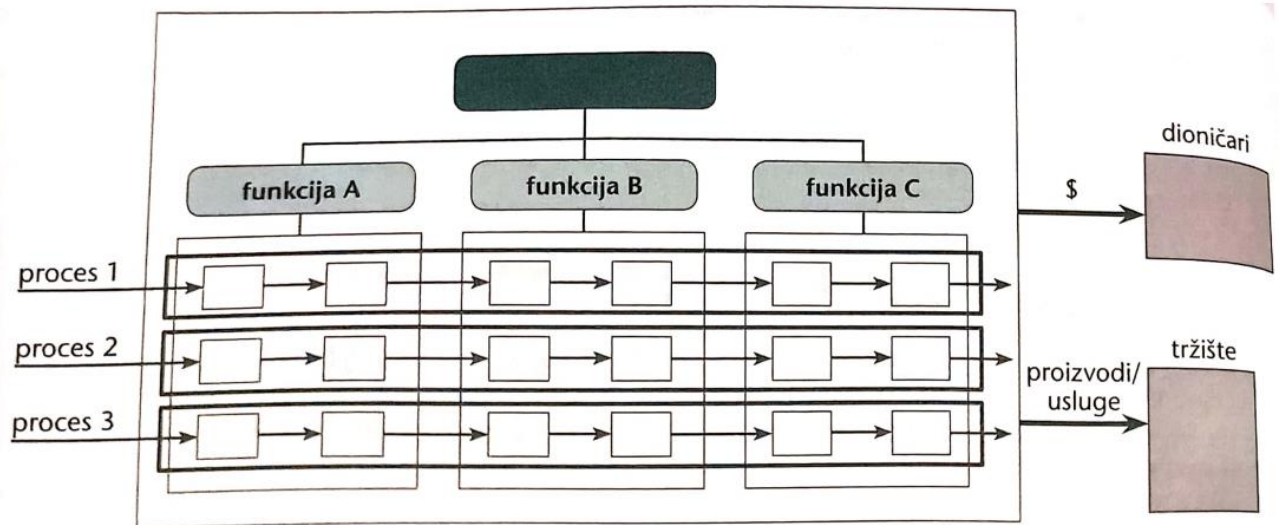 dioničari
funkcija A
funkcija B
funkcija C
$
proces 1
proces 2
tržište
proizvodi/
usluge
proces 3